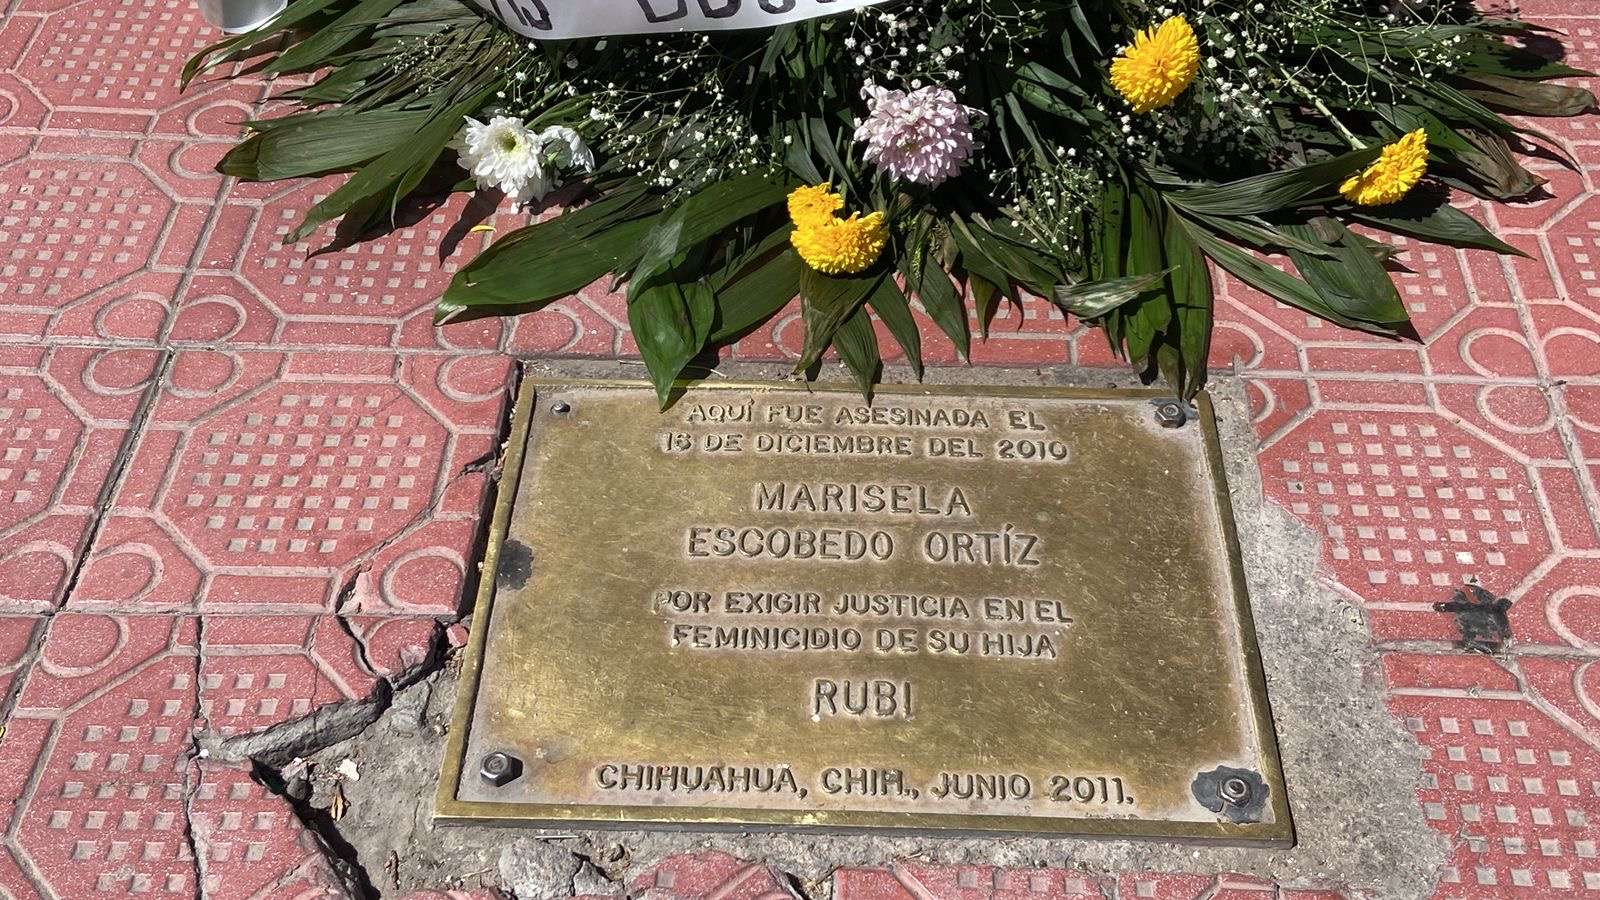 AQUÍ FUE ASESINADA EL
16 DE DICIEMBRE DEL 2010
MARISELA
ESCOBEDO ORTÍZ
POR EXIGIR JUSTICIA EN EL
FEMINICIDIO DE SU HIJA
RUBI
CHIHUAHUA, CHIH., JUNIO 2011.